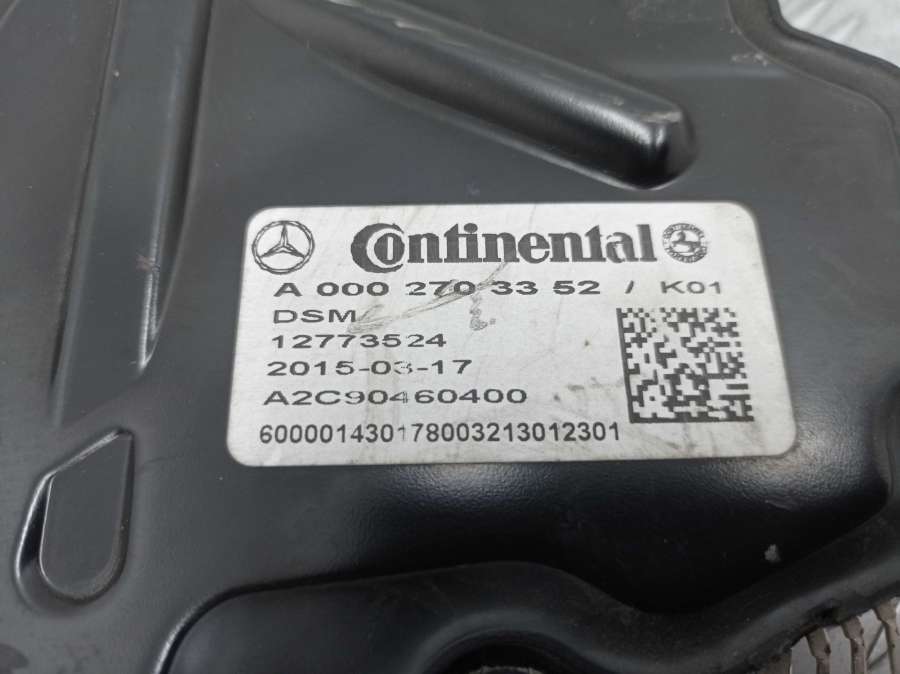 Continental
A 000 270 33 52 / K01
DSM
12773524
2015-03-17
A2C90460400
600001430178003213012301